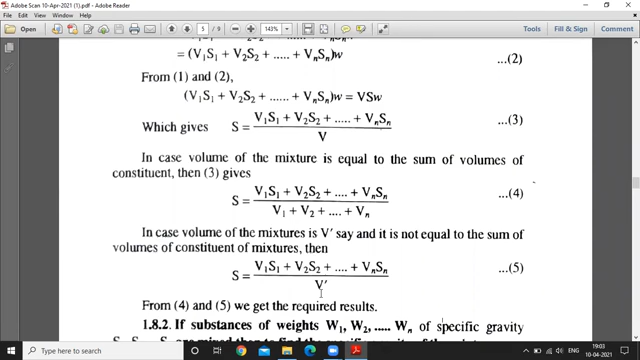 Adobe Scan 10-Apr-2021 (1).pdf - Adobe Reader
File Edit View Window Help
Open 5 / 9 143% Tools Fill & Sign Comment
= (V₁S₁ + V₂S₂ + ..... + VₙSₙ)w ...(2)
From (1) and (2),
(V₁S₁ + V₂S₂ + ...... + VₙSₙ)w = VSw
Which gives S = (V₁S₁ + V₂S₂ + ..... + VₙSₙ) / V ...(3)
In case volume of the mixture is equal to the sum of volumes of
constituent, then (3) gives
S = (V₁S₁ + V₂S₂ + .... + VₙSₙ) / (V₁ + V₂ + .... + Vₙ) ...(4)
In case volume of the mixtures is V′ say and it is not equal to the sum of
volumes of constituent of mixtures, then
S = (V₁S₁ + V₂S₂ + .... + VₙSₙ) / V′ ...(5)
From (4) and (5) we get the required results.
1.8.2. If substances of weights W₁, W₂, ..... Wₙ of specific gravity
Type here to search
19:03
10-04-2021